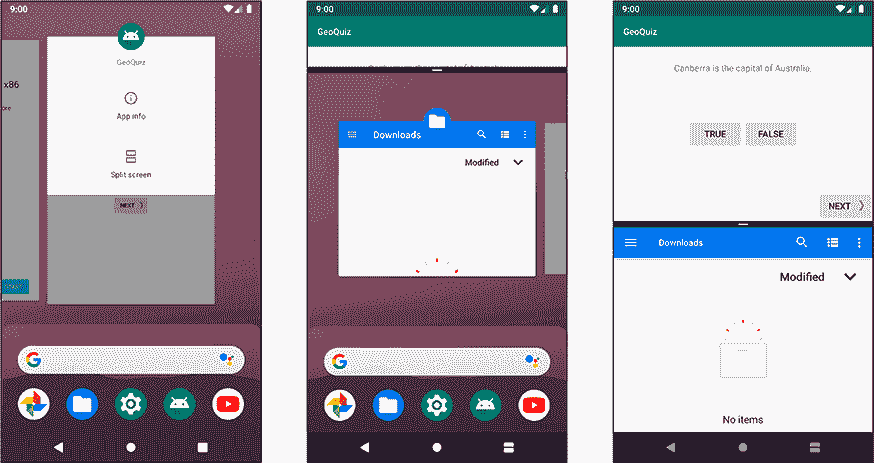 9:00
x86
GeoQuiz
App info
Split screen
NEXT
9:00
GeoQuiz
Downloads
Modified
9:00
GeoQuiz
Canberra is the capital of Australia.
TRUE FALSE
NEXT
Downloads
Modified
No items